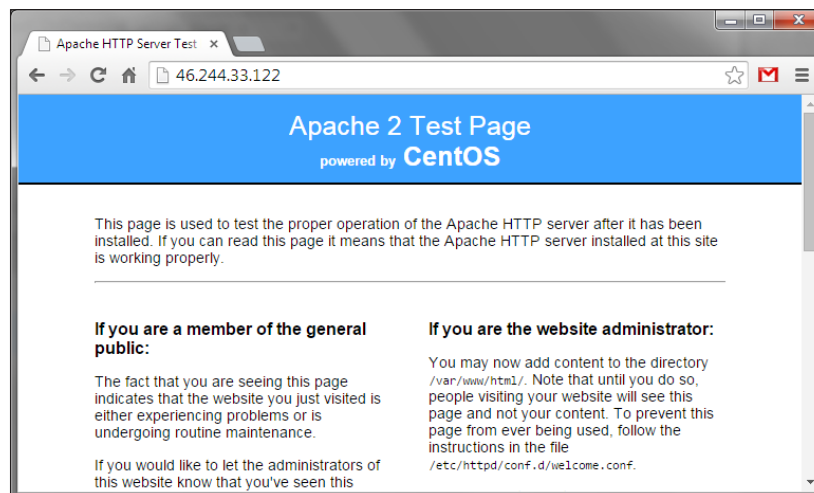 Apache HTTP Server Test
46.244.33.122
Apache 2 Test Page
powered by CentOS
This page is used to test the proper operation of the Apache HTTP server after it has been
installed. If you can read this page it means that the Apache HTTP server installed at this site
is working properly.
If you are a member of the general
public:
The fact that you are seeing this page
indicates that the website you just visited is
either experiencing problems or is
undergoing routine maintenance.
If you would like to let the administrators of
this website know that you've seen this
If you are the website administrator:
You may now add content to the directory
/var/www/html/. Note that until you do so,
people visiting your website will see this
page and not your content. To prevent this
page from ever being used, follow the
instructions in the file
/etc/httpd/conf.d/welcome.conf.